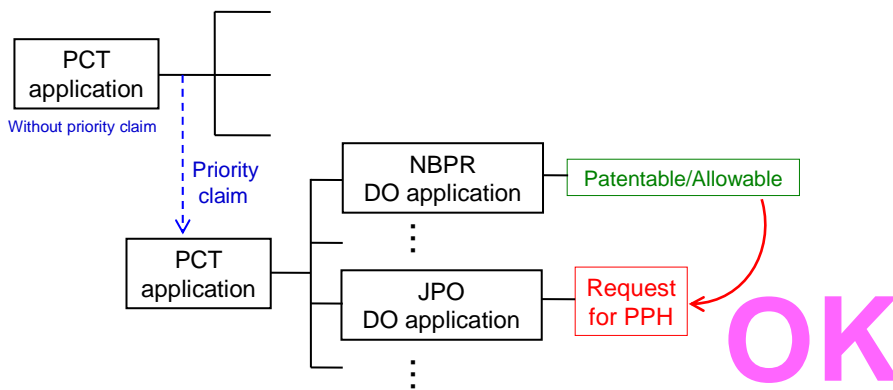 PCT
application
Without priority claim
Priority
claim
NBPR
DO application
Patentable/Allowable
⋮
PCT
application
JPO
DO application
Request
for PPH
⋮
OK